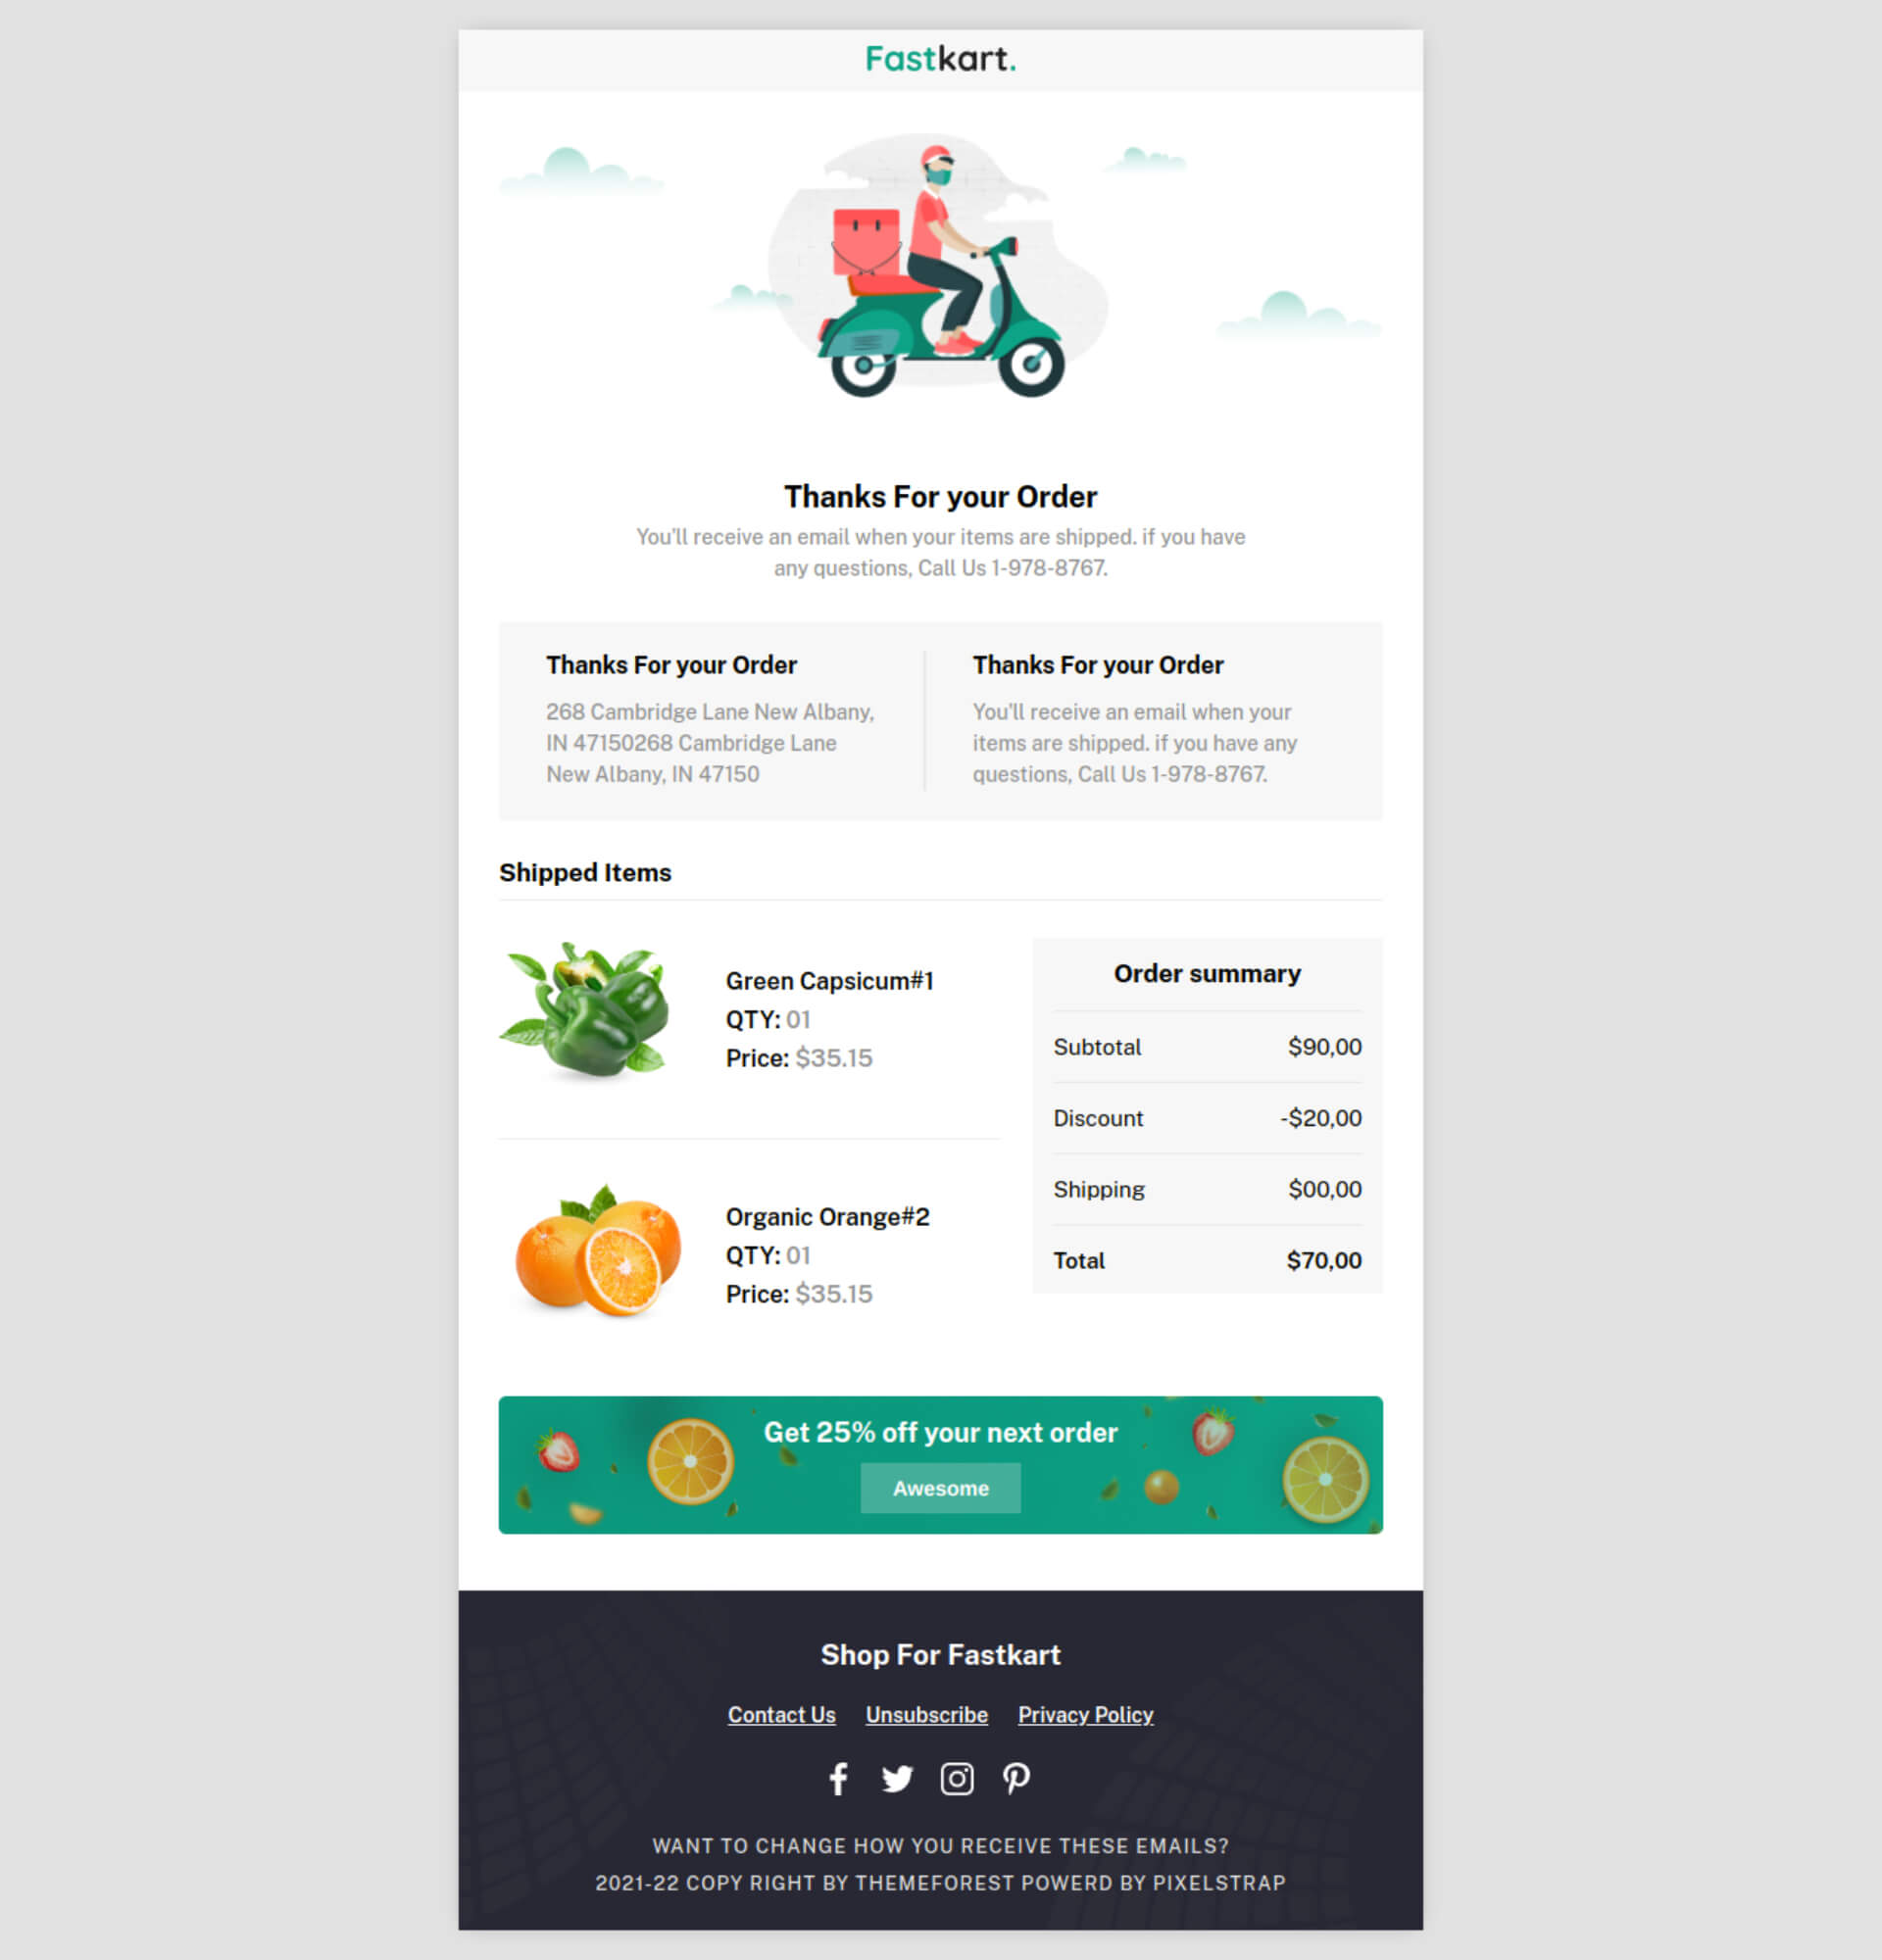 Fastkart.
Thanks For your Order
You'll receive an email when your items are shipped. if you have
any questions, Call Us 1-978-8767.
Thanks For your Order
268 Cambridge Lane New Albany,
IN 47150268 Cambridge Lane
New Albany, IN 47150
Thanks For your Order
You'll receive an email when your
items are shipped. if you have any
questions, Call Us 1-978-8767.
Shipped Items
Green Capsicum#1
QTY: 01
Price: $35.15
Organic Orange#2
QTY: 01
Price: $35.15
Order summary
Subtotal $90,00
Discount -$20,00
Shipping $00,00
Total $70,00
Get 25% off your next order
Awesome
Shop For Fastkart
Contact Us Unsubscribe Privacy Policy
WANT TO CHANGE HOW YOU RECEIVE THESE EMAILS?
2021-22 COPY RIGHT BY THEMEFOREST POWERD BY PIXELSTRAP